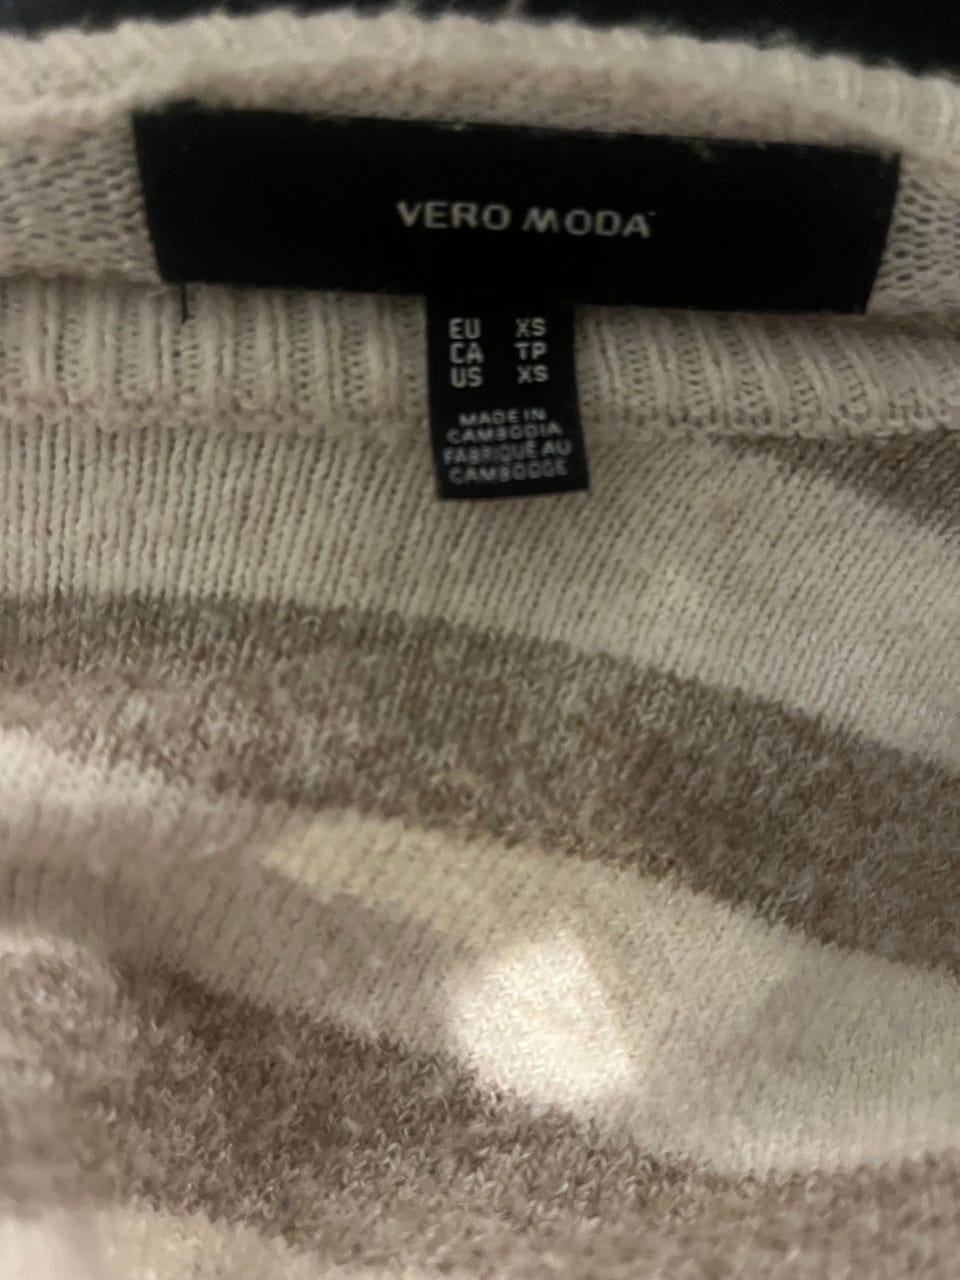 VERO MODA
EU XS
CA TP
US XS
MADE IN
CAMBODIA
FABRIQUE AU
CAMBODGE